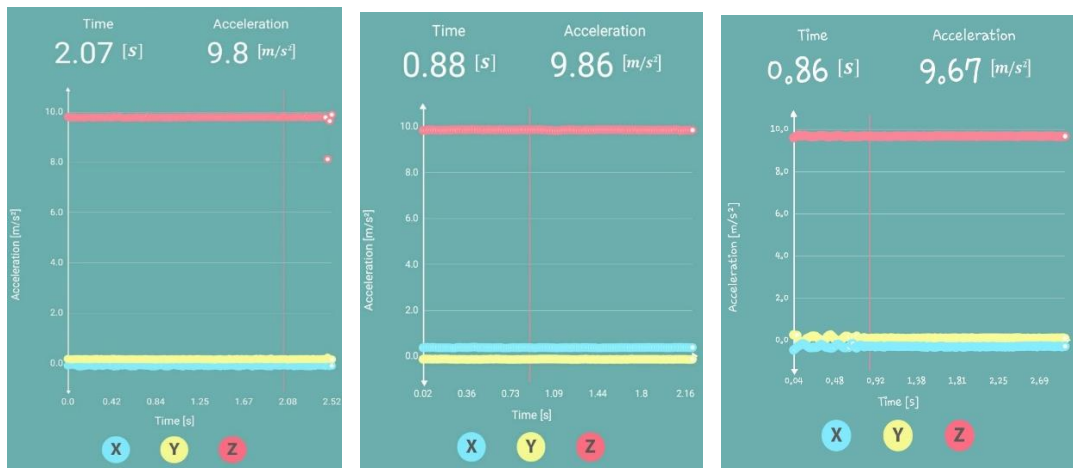 Time Acceleration
2.07 [s] 9.8 [m/s²]
10.0
8.0
6.0
4.0
2.0
0.0
Acceleration [m/s²]
0.0 0.42 0.84 1.25 1.67 2.08 2.52
Time [s]
X Y Z
Time Acceleration
0.88 [s] 9.86 [m/s²]
10.0
8.0
6.0
4.0
2.0
0.0
Acceleration [m/s²]
0.02 0.36 0.73 1.09 1.44 1.8 2.16
Time [s]
X Y Z
Time Acceleration
0.86 [s] 9.67 [m/s²]
10,0
8,0
6,0
4,0
2,0
0,0
Acceleration [m/s²]
0,04 0,48 0,92 1,38 1,81 2,25 2,69
Time [s]
X Y Z